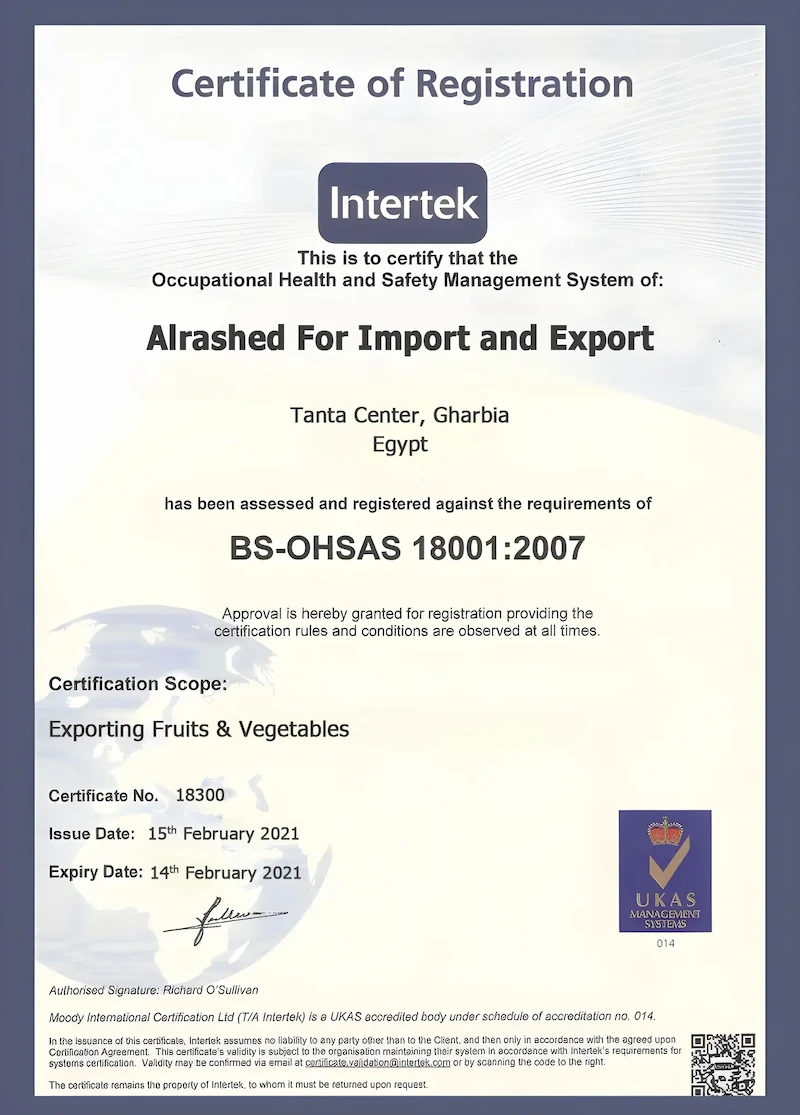 Certificate of Registration
Intertek
This is to certify that the
Occupational Health and Safety Management System of:
Alrashed For Import and Export
Tanta Center, Gharbia
Egypt
has been assessed and registered against the requirements of
BS-OHSAS 18001:2007
Approval is hereby granted for registration providing the
certification rules and conditions are observed at all times.
Certification Scope:
Exporting Fruits & Vegetables
Certificate No. 18300
Issue Date: 15th February 2021
Expiry Date: 14th February 2021
UKAS
MANAGEMENT
SYSTEMS
014
Authorised Signature: Richard O'Sullivan
Moody International Certification Ltd (T/A Intertek) is a UKAS accredited body under schedule of accreditation no. 014.
In the issuance of this certificate, Intertek assumes no liability to any party other than to the Client, and then only in accordance with the agreed upon
Certification Agreement. This certificate's validity is subject to the organisation maintaining their system in accordance with Intertek's requirements for
systems certification. Validity may be confirmed via email at certificate.validation@intertek.com or by scanning the code to the right.
The certificate remains the property of Intertek, to whom it must be returned upon request.